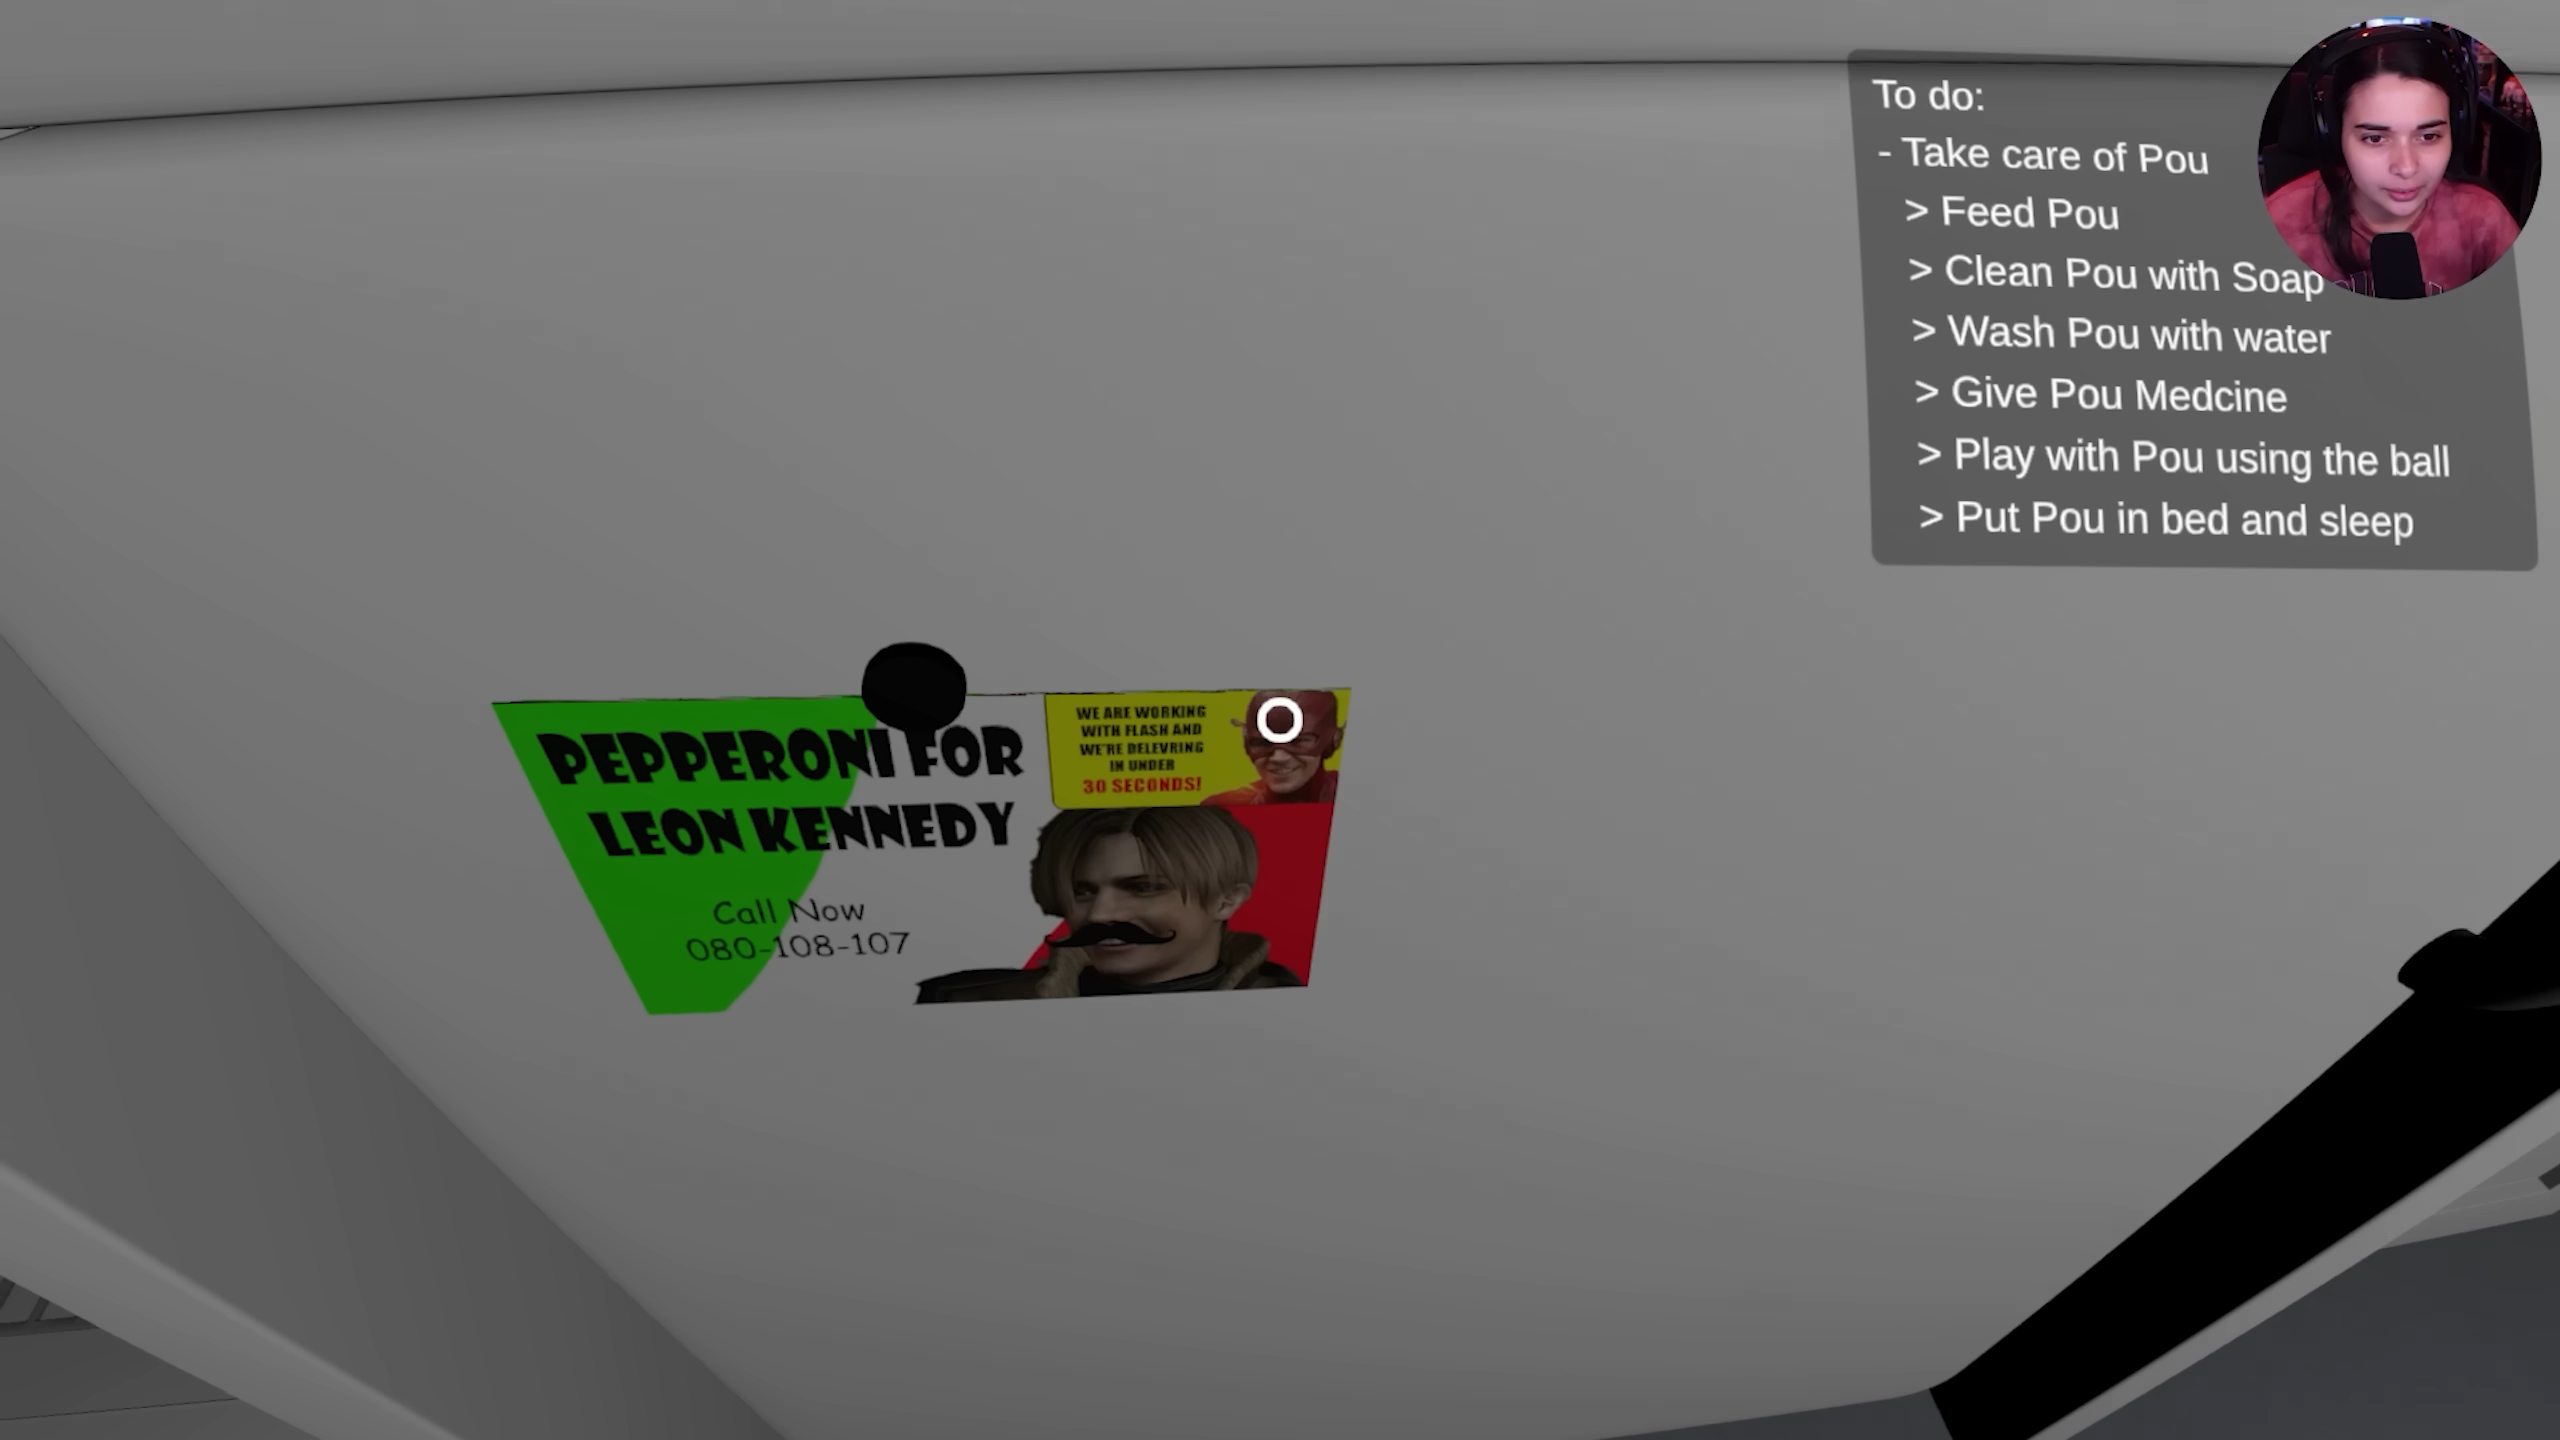 To do:
- Take care of Pou
> Feed Pou
> Clean Pou with Soap
> Wash Pou with water
> Give Pou Medcine
> Play with Pou using the ball
> Put Pou in bed and sleep
PEPPERONI FOR
LEON KENNEDY
Call Now
080-108-107
WE ARE WORKING
WITH FLASH AND
WE'RE DELEVRING
IN UNDER
30 SECONDS!